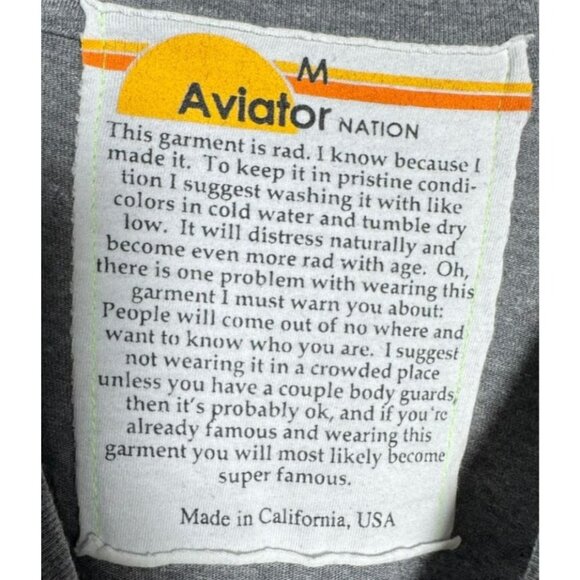 M
Aviator NATION
This garment is rad. I know because I
made it. To keep it in pristine condi-
tion I suggest washing it with like
colors in cold water and tumble dry
low. It will distress naturally and
become even more rad with age. Oh,
there is one problem with wearing this
garment I must warn you about:
People will come out of no where and
want to know who you are. I suggest
not wearing it in a crowded place
unless you have a couple body guards,
then it's probably ok, and if you're
already famous and wearing this
garment you will most likely become
super famous.
Made in California, USA